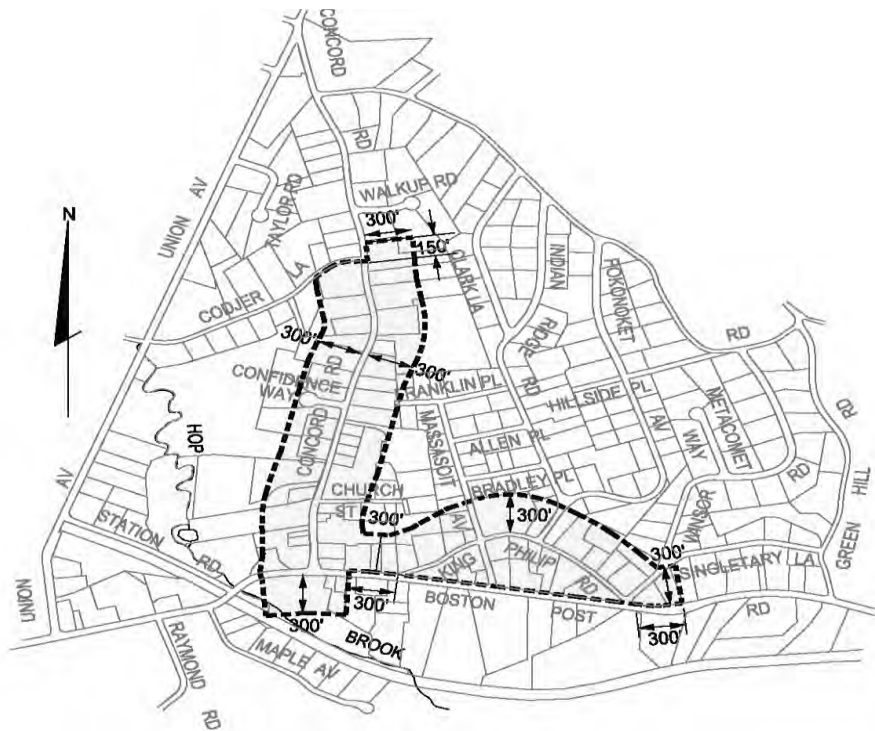 CONCORD
RD
WALKUP RD
UNION AV
TAYLOR RD
300'
150'
N
CLARK LA
INDIAN
POKONOKET
CODJER LA
RIDGE
RD
300'
300'
RD
CONFIDENCE
WAY
FRANKLIN PL
RD
HILLSIDE PL
AV
METACOMET
WAY
RD
HOP
CONCORD
MASSASOIT
ALLEN PL
BRADLEY PL
CHURCH
ST
AV
300'
300'
WINSOR
RD
GREEN HILL
AV
STATION
RD
KING
PHILIP
RD
300'
SINGLETARY LA
UNION
300'
300'
BOSTON
POST
RD
300'
BROOK
RAYMOND
RD
MAPLE AV